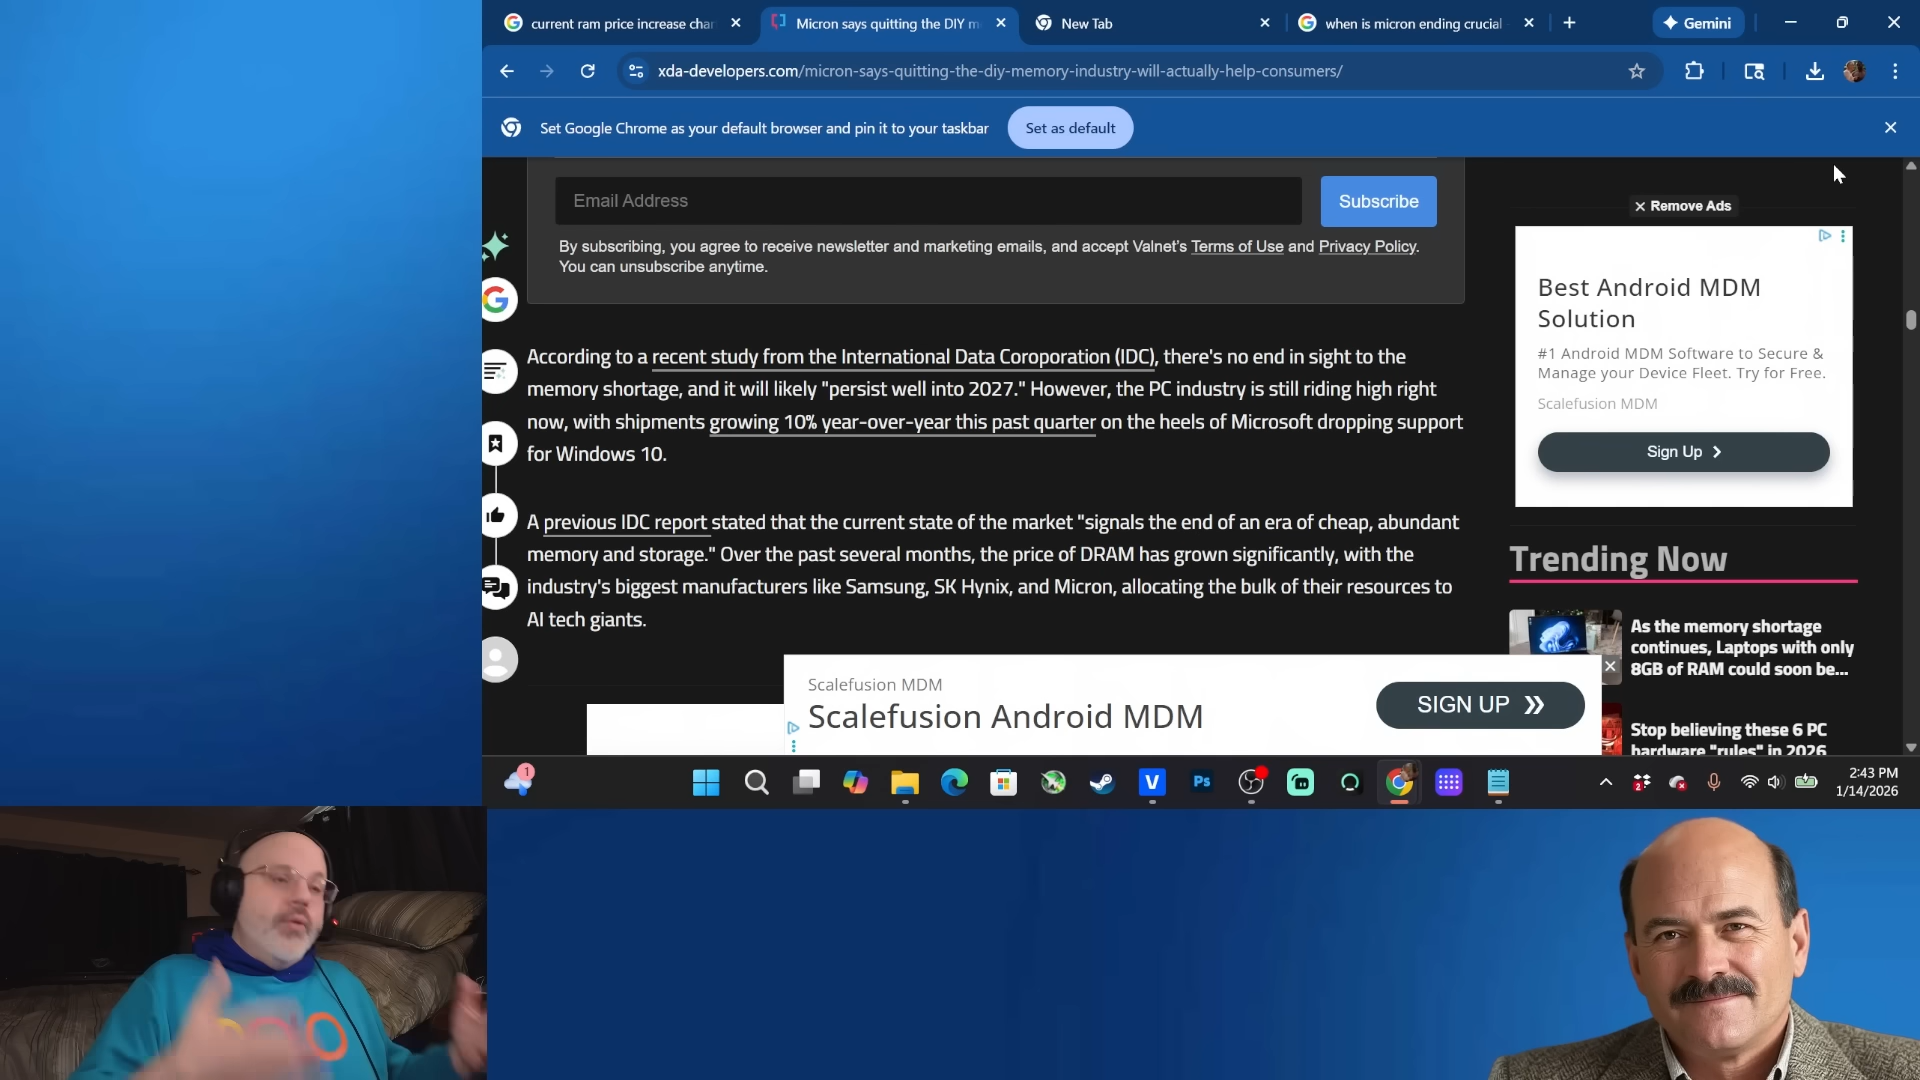 current ram price increase char
Micron says quitting the DIY m
New Tab
when is micron ending crucial
Gemini
xda-developers.com/micron-says-quitting-the-diy-memory-industry-will-actually-help-consumers/
Set Google Chrome as your default browser and pin it to your taskbar
Set as default
Email Address
Subscribe
By subscribing, you agree to receive newsletter and marketing emails, and accept Valnet's Terms of Use and Privacy Policy.
You can unsubscribe anytime.
According to a recent study from the International Data Coroporation (IDC), there's no end in sight to the
memory shortage, and it will likely "persist well into 2027." However, the PC industry is still riding high right
now, with shipments growing 10% year-over-year this past quarter on the heels of Microsoft dropping support
for Windows 10.
A previous IDC report stated that the current state of the market "signals the end of an era of cheap, abundant
memory and storage." Over the past several months, the price of DRAM has grown significantly, with the
industry's biggest manufacturers like Samsung, SK Hynix, and Micron, allocating the bulk of their resources to
AI tech giants.
Remove Ads
Best Android MDM
Solution
#1 Android MDM Software to Secure &
Manage your Device Fleet. Try for Free.
Scalefusion MDM
Sign Up
Trending Now
As the memory shortage
continues, Laptops with only
8GB of RAM could soon be...
Stop believing these 6 PC
hardware "rules" in 2026
Scalefusion MDM
Scalefusion Android MDM
SIGN UP
1
V
Ps
2
2:43 PM
1/14/2026